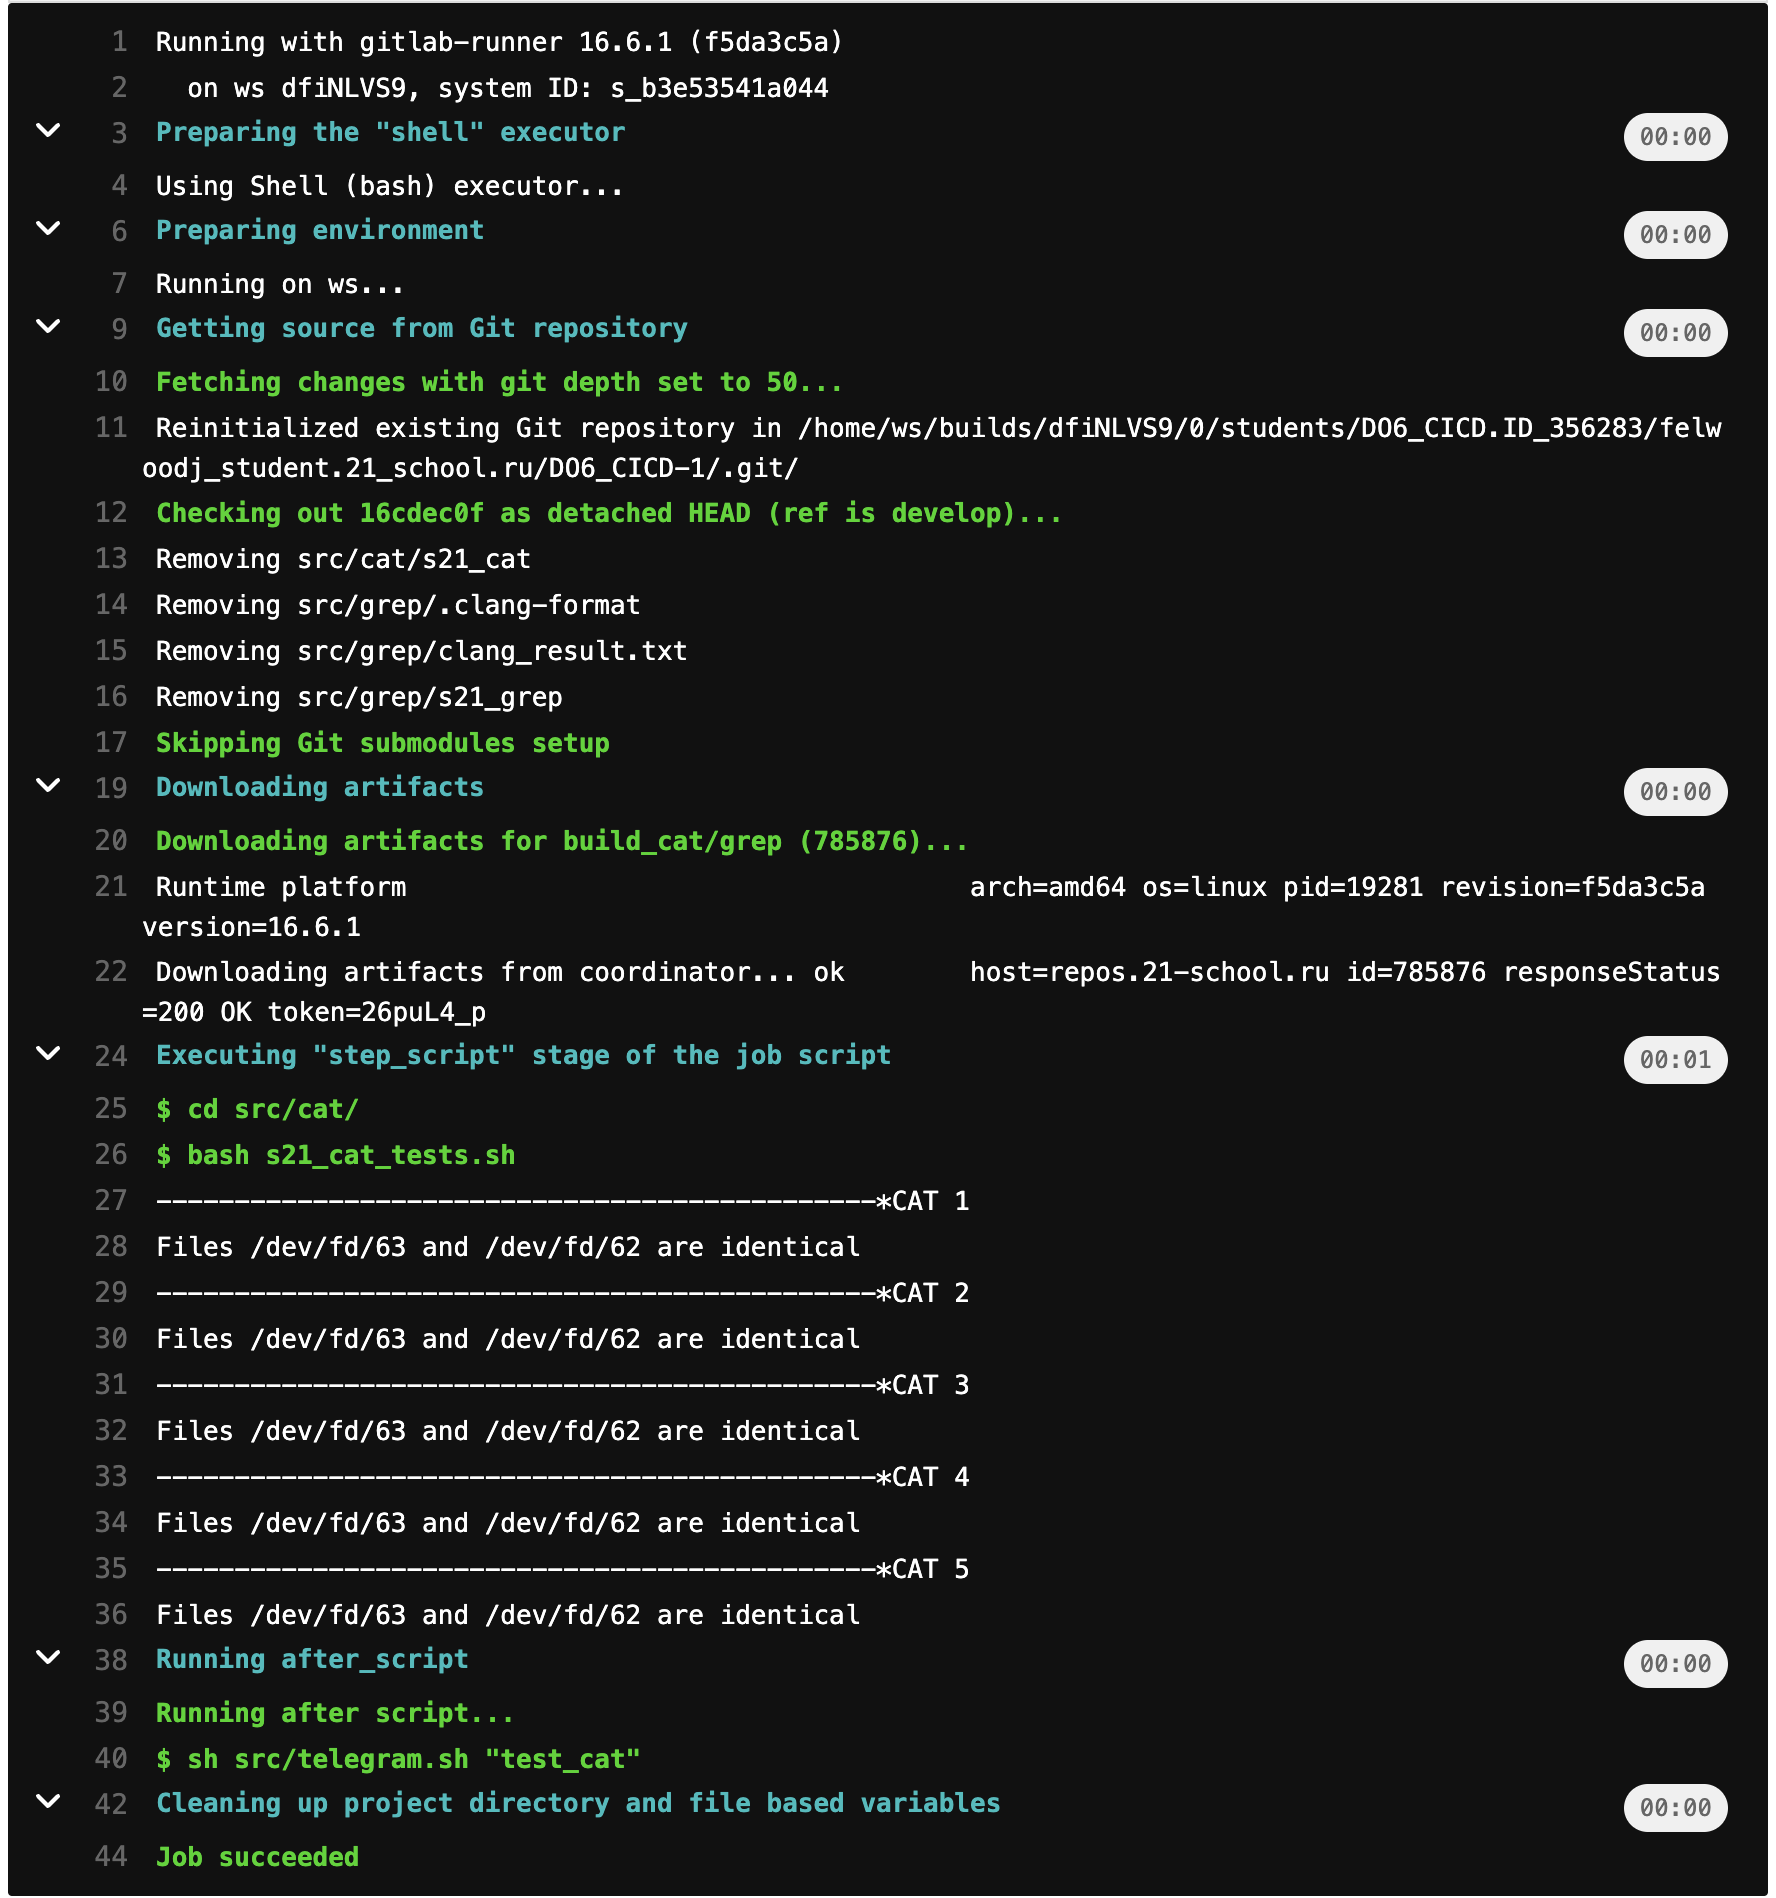 1 Running with gitlab-runner 16.6.1 (f5da3c5a)
2 on ws dfiNLVS9, system ID: s_b3e53541a044
3 Preparing the "shell" executor 00:00
4 Using Shell (bash) executor...
6 Preparing environment 00:00
7 Running on ws...
9 Getting source from Git repository 00:00
10 Fetching changes with git depth set to 50...
11 Reinitialized existing Git repository in /home/ws/builds/dfiNLVS9/0/students/DO6_CICD.ID_356283/felw
oodj_student.21_school.ru/DO6_CICD-1/.git/
12 Checking out 16cdec0f as detached HEAD (ref is develop)...
13 Removing src/cat/s21_cat
14 Removing src/grep/.clang-format
15 Removing src/grep/clang_result.txt
16 Removing src/grep/s21_grep
17 Skipping Git submodules setup
19 Downloading artifacts 00:00
20 Downloading artifacts for build_cat/grep (785876)...
21 Runtime platform                                    arch=amd64 os=linux pid=19281 revision=f5da3c5a
version=16.6.1
22 Downloading artifacts from coordinator... ok        host=repos.21-school.ru id=785876 responseStatus
=200 OK token=26puL4_p
24 Executing "step_script" stage of the job script 00:01
25 $ cd src/cat/
26 $ bash s21_cat_tests.sh
27 ----------------------------------------------*CAT 1
28 Files /dev/fd/63 and /dev/fd/62 are identical
29 ----------------------------------------------*CAT 2
30 Files /dev/fd/63 and /dev/fd/62 are identical
31 ----------------------------------------------*CAT 3
32 Files /dev/fd/63 and /dev/fd/62 are identical
33 ----------------------------------------------*CAT 4
34 Files /dev/fd/63 and /dev/fd/62 are identical
35 ----------------------------------------------*CAT 5
36 Files /dev/fd/63 and /dev/fd/62 are identical
38 Running after_script 00:00
39 Running after script...
40 $ sh src/telegram.sh "test_cat"
42 Cleaning up project directory and file based variables 00:00
44 Job succeeded